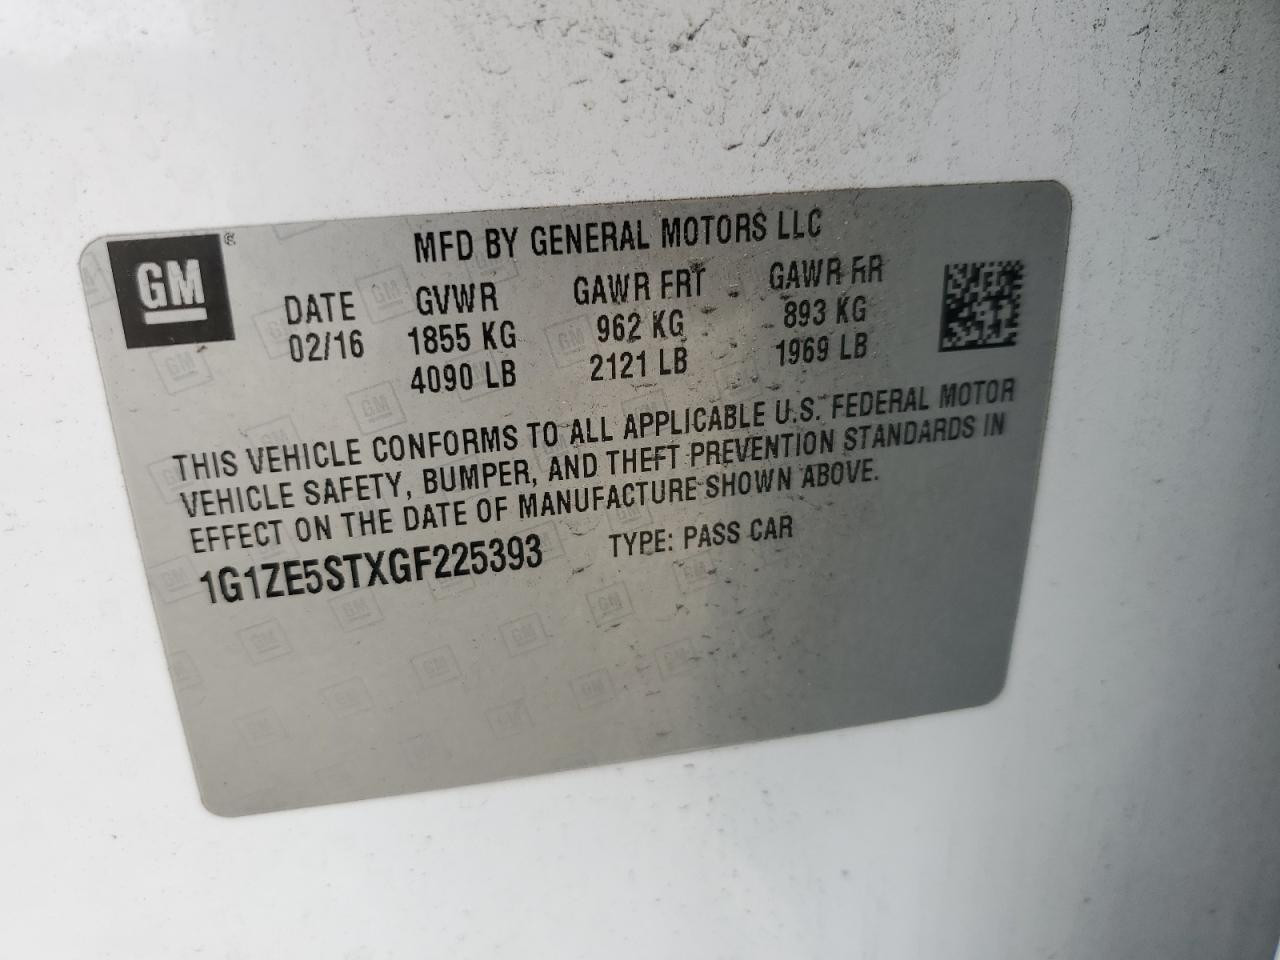 GM ®
MFD BY GENERAL MOTORS LLC
DATE GVWR GAWR FRT GAWR RR
02/16 1855 KG 962 KG 893 KG
4090 LB 2121 LB 1969 LB
THIS VEHICLE CONFORMS TO ALL APPLICABLE U.S. FEDERAL MOTOR
VEHICLE SAFETY, BUMPER, AND THEFT PREVENTION STANDARDS IN
EFFECT ON THE DATE OF MANUFACTURE SHOWN ABOVE.
1G1ZE5STXGF225393 TYPE: PASS CAR